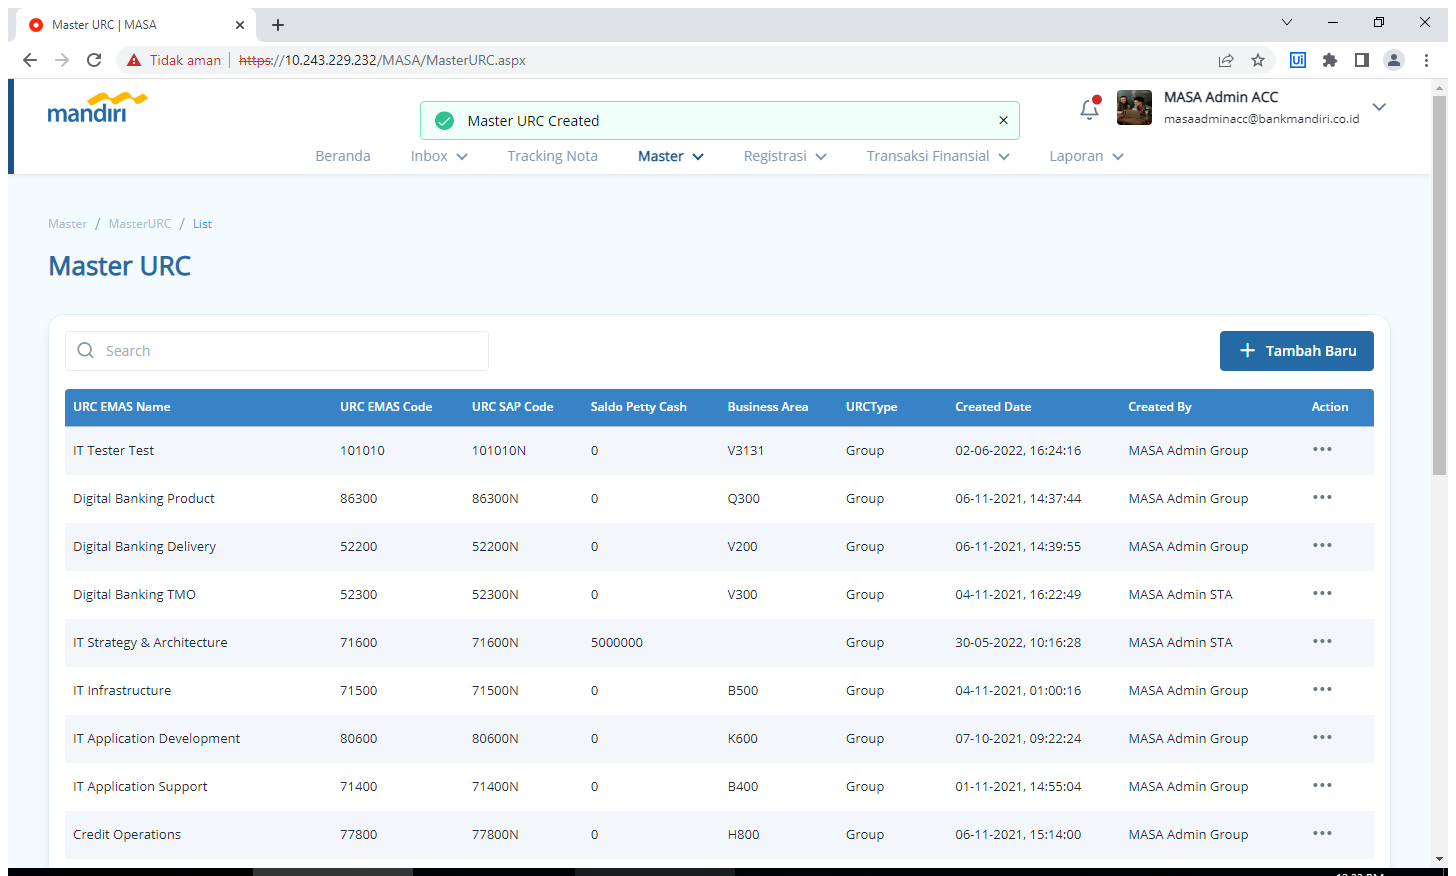 Master URC | MASA
Tidak aman
https://10.243.229.232/MASA/MasterURC.aspx
Ui
mandiri
Master URC Created
MASA Admin ACC
masaadminacc@bankmandiri.co.id
Beranda Inbox Tracking Nota Master Registrasi Transaksi Finansial Laporan
Master / MasterURC / List
Master URC
Search
+ Tambah Baru
URC EMAS Name URC EMAS Code URC SAP Code Saldo Petty Cash Business Area URCType Created Date Created By Action
IT Tester Test 101010 101010N 0 V3131 Group 02-06-2022, 16:24:16 MASA Admin Group
Digital Banking Product 86300 86300N 0 Q300 Group 06-11-2021, 14:37:44 MASA Admin Group
Digital Banking Delivery 52200 52200N 0 V200 Group 06-11-2021, 14:39:55 MASA Admin Group
Digital Banking TMO 52300 52300N 0 V300 Group 04-11-2021, 16:22:49 MASA Admin STA
IT Strategy & Architecture 71600 71600N 5000000 Group 30-05-2022, 10:16:28 MASA Admin STA
IT Infrastructure 71500 71500N 0 B500 Group 04-11-2021, 01:00:16 MASA Admin Group
IT Application Development 80600 80600N 0 K600 Group 07-10-2021, 09:22:24 MASA Admin Group
IT Application Support 71400 71400N 0 B400 Group 01-11-2021, 14:55:04 MASA Admin Group
Credit Operations 77800 77800N 0 H800 Group 06-11-2021, 15:14:00 MASA Admin Group